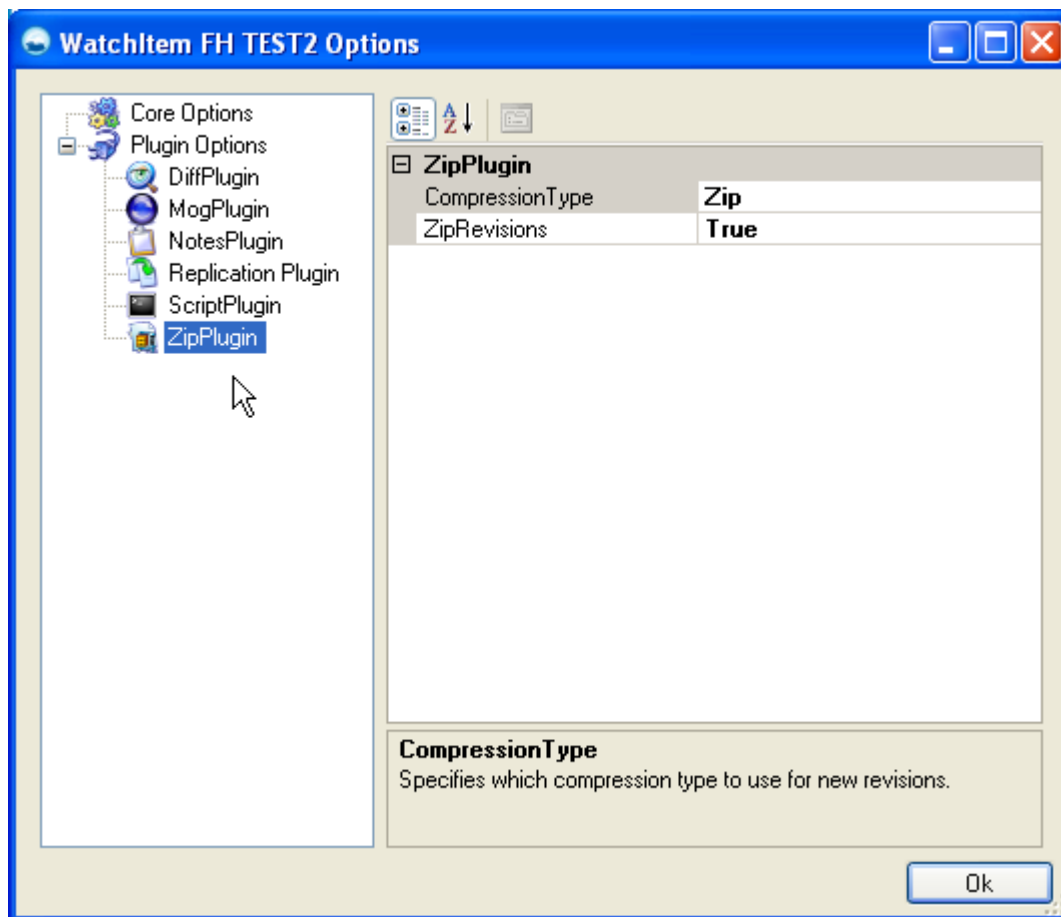 WatchItem FH TEST2 Options
Core Options
Plugin Options
DiffPlugin
MogPlugin
NotesPlugin
Replication Plugin
ScriptPlugin
ZipPlugin
A
Z
ZipPlugin
CompressionType Zip
ZipRevisions True
CompressionType
Specifies which compression type to use for new revisions.
Ok